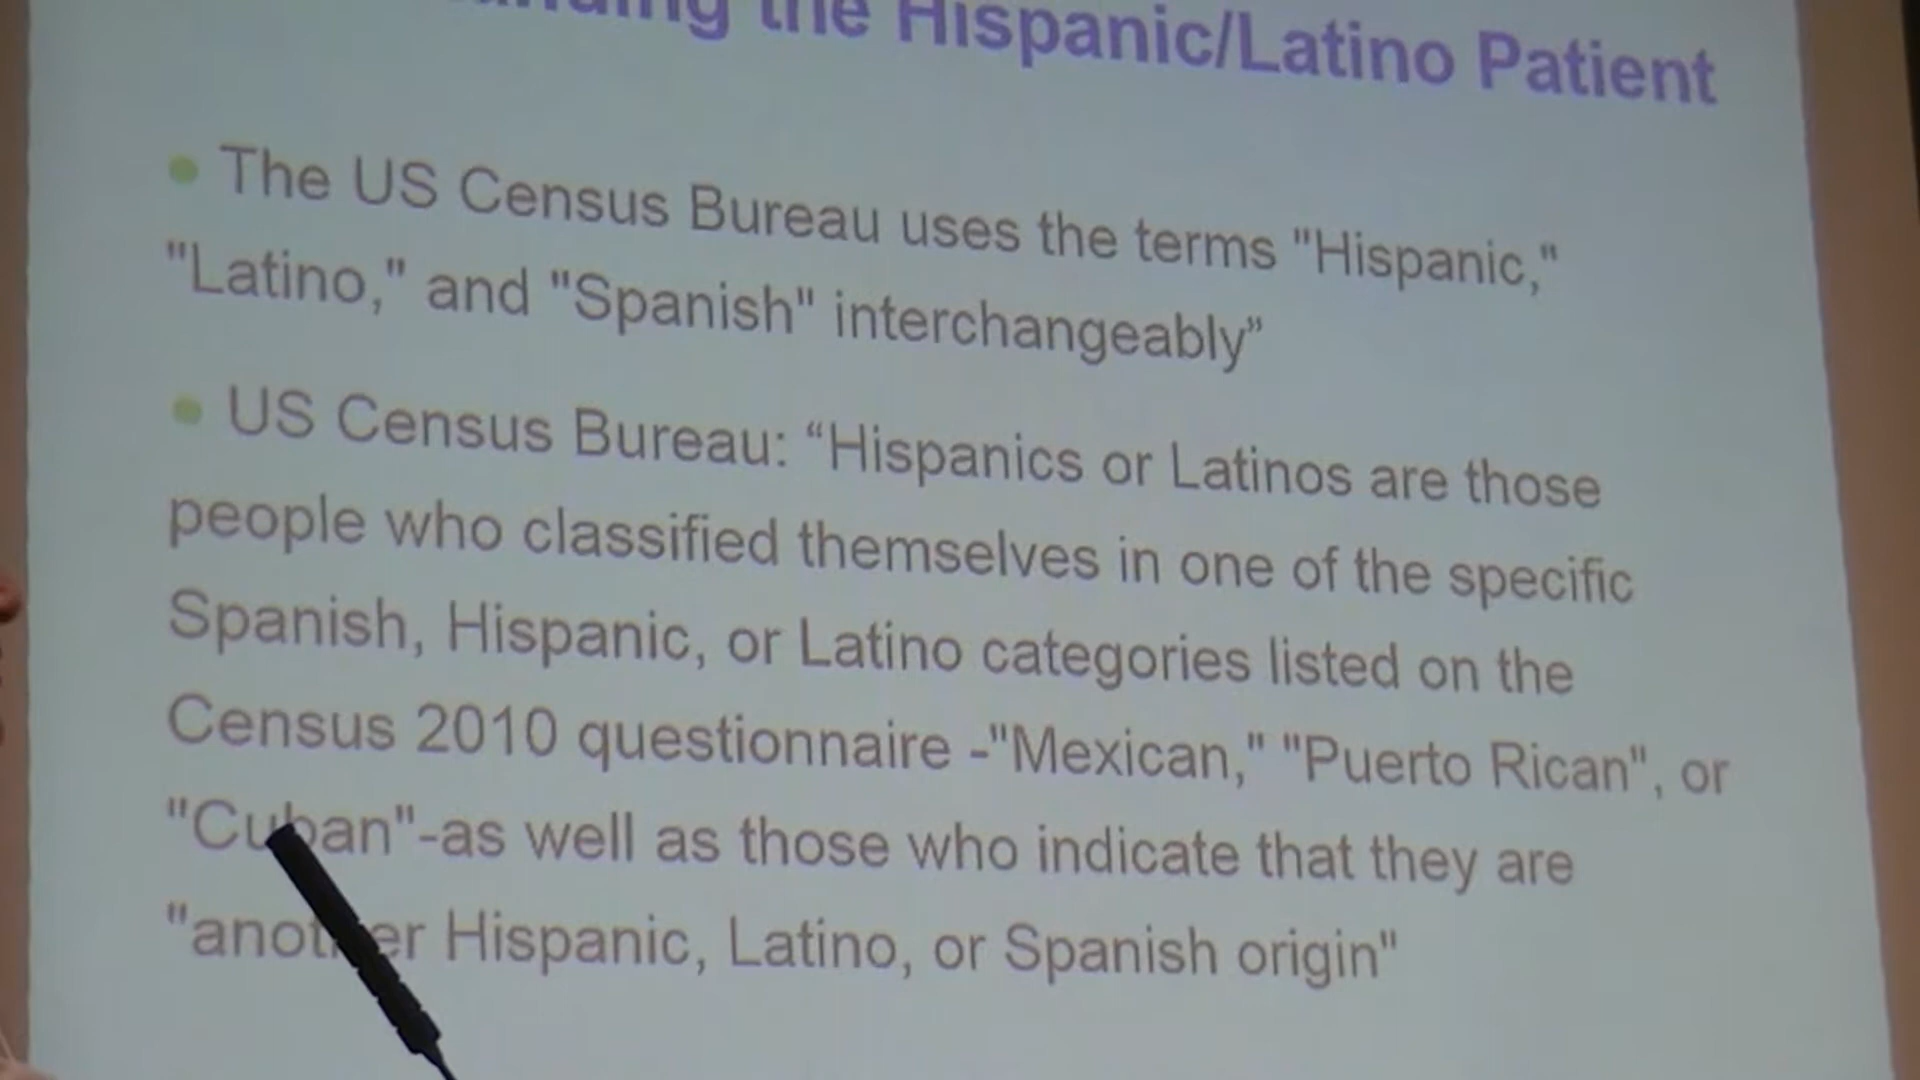 the Hispanic/Latino Patient
• The US Census Bureau uses the terms "Hispanic,"
"Latino," and "Spanish" interchangeably”
• US Census Bureau: “Hispanics or Latinos are those
people who classified themselves in one of the specific
Spanish, Hispanic, or Latino categories listed on the
Census 2010 questionnaire -"Mexican," "Puerto Rican", or
"Cuban"-as well as those who indicate that they are
"another Hispanic, Latino, or Spanish origin"